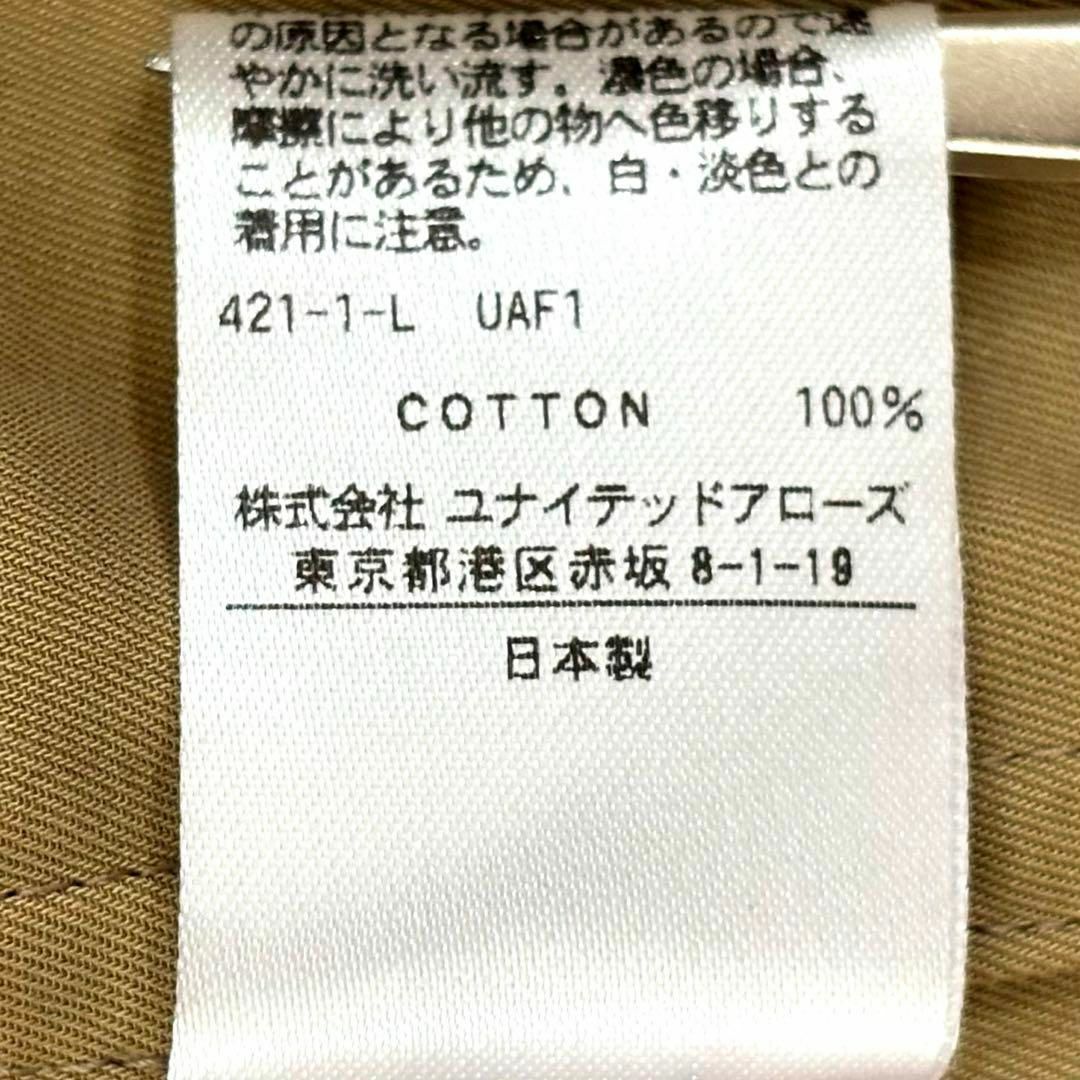 の原因となる場合があるので速
やかに洗い流す。濃色の場合、
摩擦により他の物へ色移りする
ことがあるため、白・淡色との
着用に注意。
421-1-L UAF1
COTTON 100%
株式会社 ユナイテッドアローズ
東京都港区赤坂 8-1-19
日本製